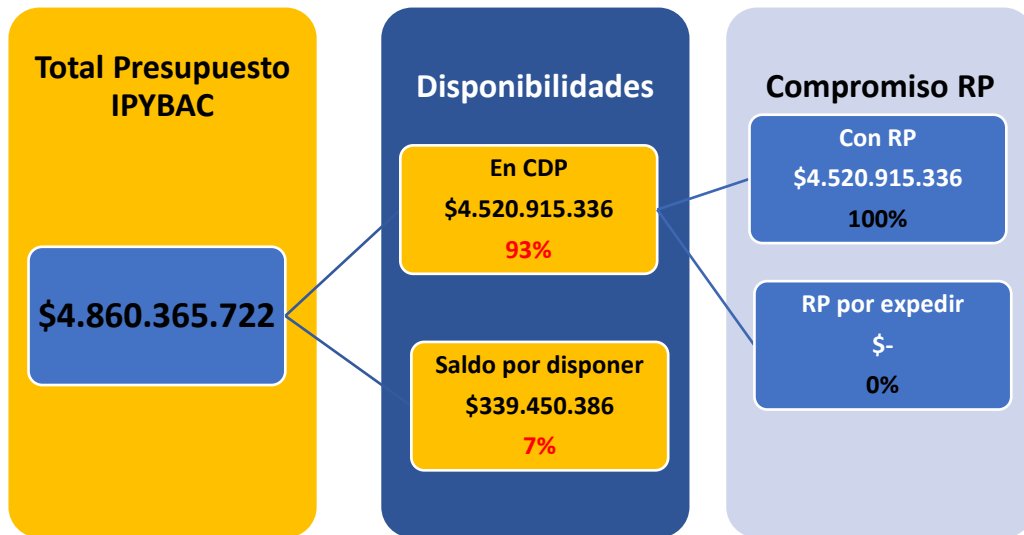 Total Presupuesto
IPYBAC
$4.860.365.722
Disponibilidades
En CDP
$4.520.915.336
93%
Saldo por disponer
$339.450.386
7%
Compromiso RP
Con RP
$4.520.915.336
100%
RP por expedir
$-
0%